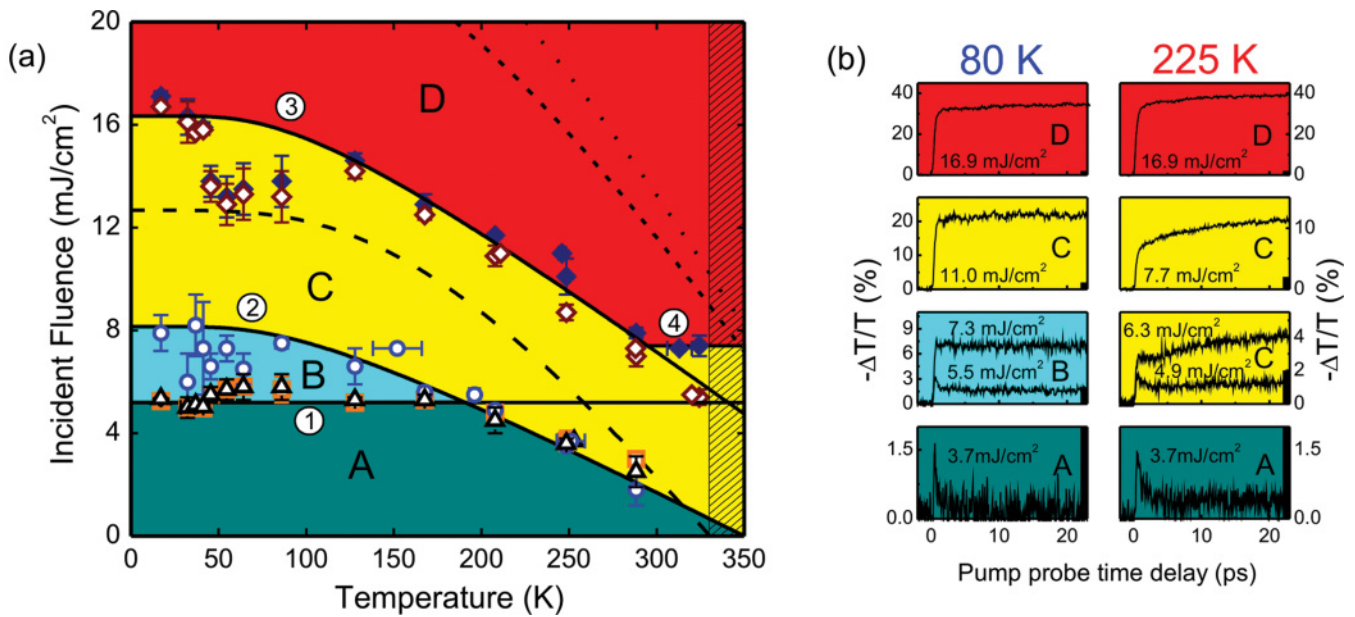 (a)
Incident Fluence (mJ/cm²)
20
16
12
8
4
0
D
3
C
2
4
B
1
A
0 50 100 150 200 250 300 350
Temperature (K)
(b)
80 K 225 K
40
20
0
D
16.9 mJ/cm²
D
16.9 mJ/cm²
40
20
0
20
10
0
C
11.0 mJ/cm²
C
7.7 mJ/cm²
10
0
-ΔT/T (%)
9
6
3
0
7.3 mJ/cm²
5.5 mJ/cm²
B
6.3 mJ/cm²
C
4.9 mJ/cm²
4
2
0
-ΔT/T (%)
1.5
0.0
3.7mJ/cm²
A
3.7mJ/cm²
A
1.5
0.0
0 10 20 0 10 20
Pump probe time delay (ps)